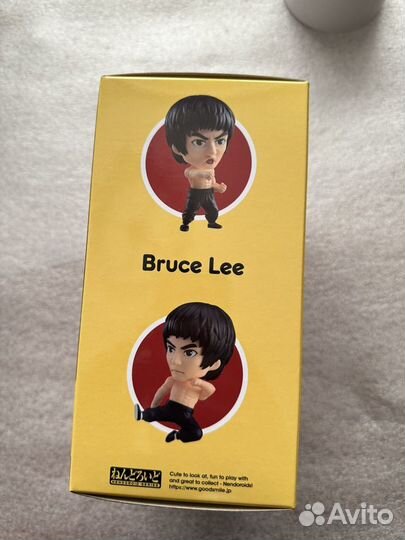 Bruce Lee
ねんどろいど
NENDOROID SERIES
Cute to look at, fun to play with
and great to collect - Nendoroids!
https://www.goodsmile.jp
Avito